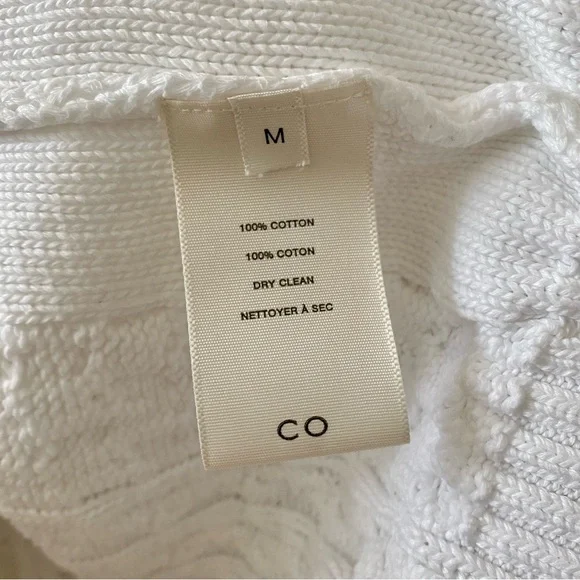 M
100% COTTON
100% COTON
DRY CLEAN
NETTOYER À SEC
CO